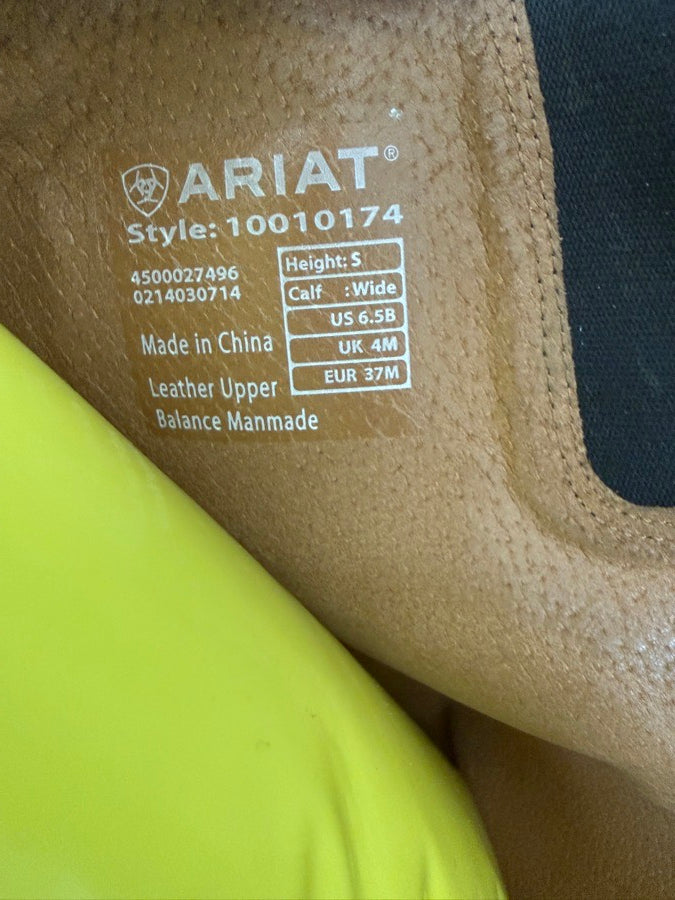 ARIAT®
Style: 10010174
4500027496
0214030714
Height: S
Calf : Wide
US 6.5B
UK 4M
EUR 37M
Made in China
Leather Upper
Balance Manmade